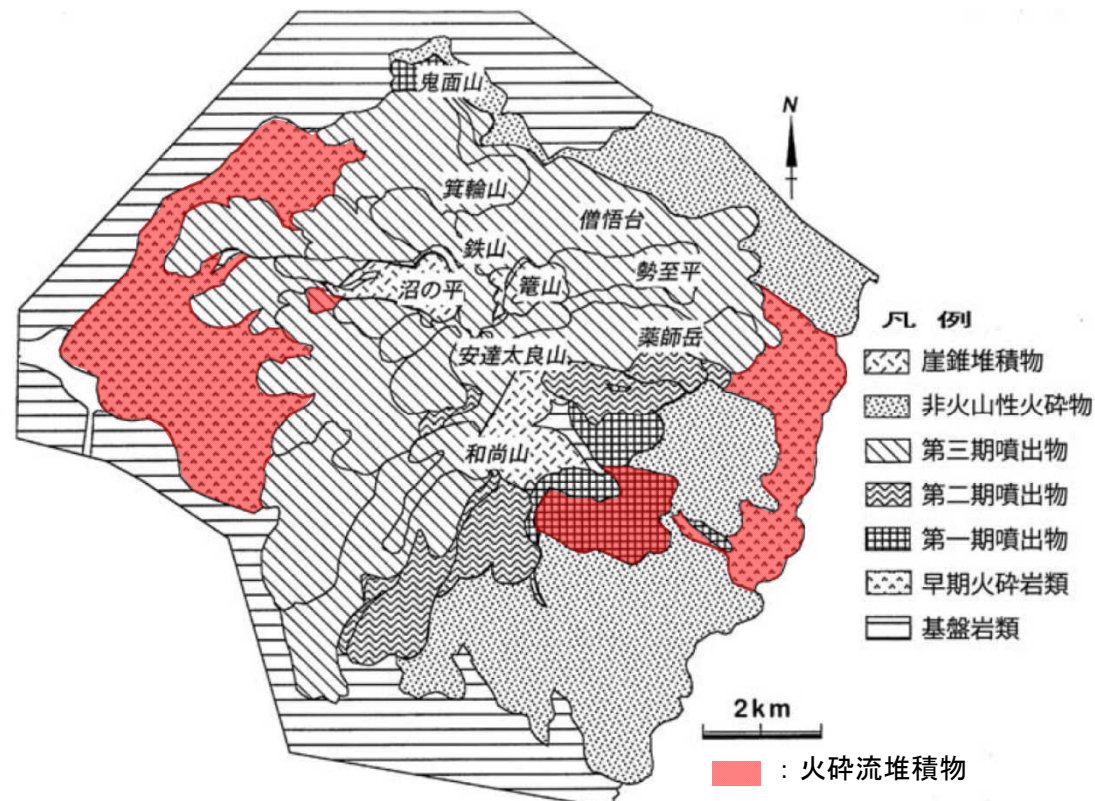 鬼面山
N
箕輪山
僧悟台
鉄山
勢至平
沼の平
篭山
薬師岳
安達太良山
和尚山
凡例
崖錐堆積物
非火山性火砕物
第三期噴出物
第二期噴出物
第一期噴出物
早期火砕岩類
基盤岩類
2km
：火砕流堆積物